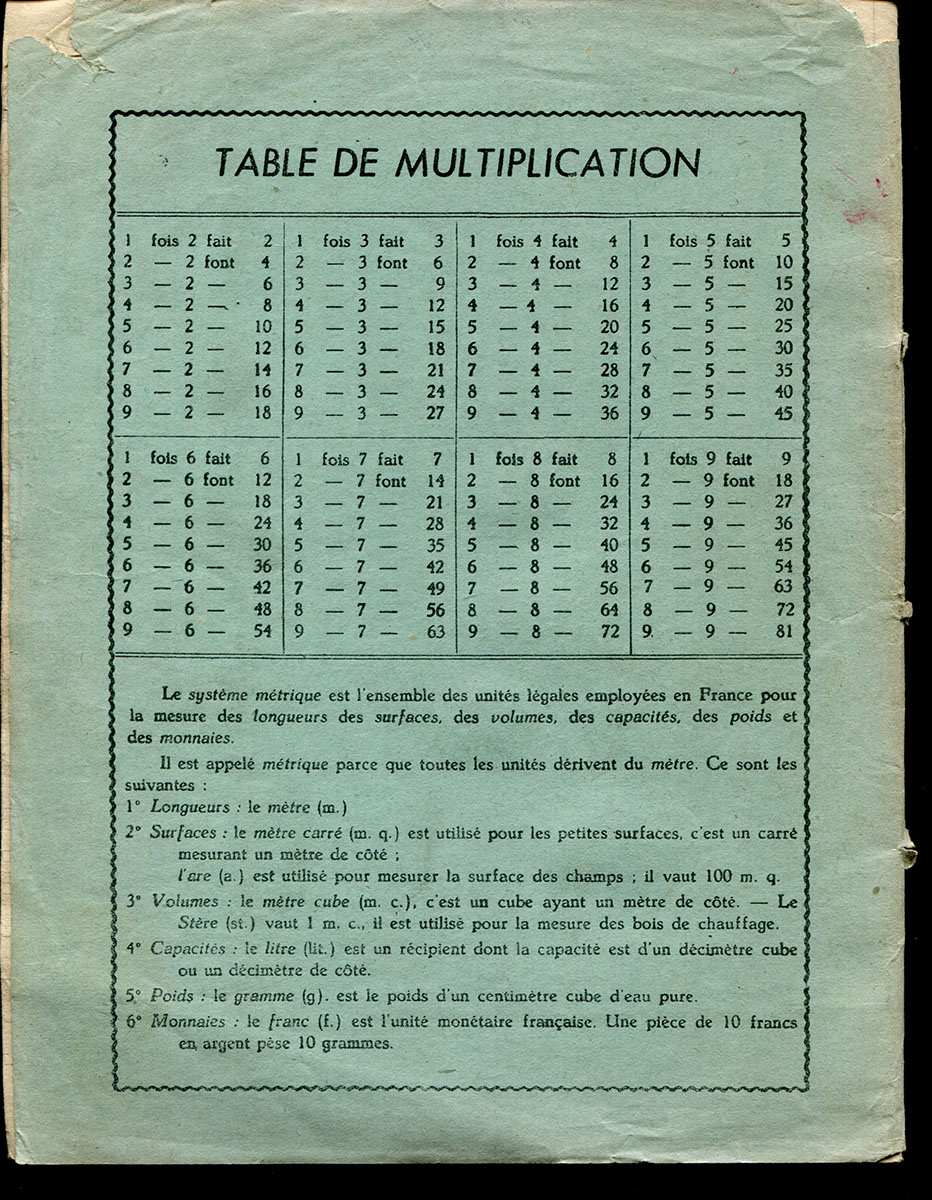 TABLE DE MULTIPLICATION
1 fois 2 fait 2
2 — 2 font 4
3 — 2 — 6
4 — 2 — 8
5 — 2 — 10
6 — 2 — 12
7 — 2 — 14
8 — 2 — 16
9 — 2 — 18
1 fois 3 fait 3
2 — 3 font 6
3 — 3 — 9
4 — 3 — 12
5 — 3 — 15
6 — 3 — 18
7 — 3 — 21
8 — 3 — 24
9 — 3 — 27
1 fois 4 fait 4
2 — 4 font 8
3 — 4 — 12
4 — 4 — 16
5 — 4 — 20
6 — 4 — 24
7 — 4 — 28
8 — 4 — 32
9 — 4 — 36
1 fois 5 fait 5
2 — 5 font 10
3 — 5 — 15
4 — 5 — 20
5 — 5 — 25
6 — 5 — 30
7 — 5 — 35
8 — 5 — 40
9 — 5 — 45
1 fois 6 fait 6
2 — 6 font 12
3 — 6 — 18
4 — 6 — 24
5 — 6 — 30
6 — 6 — 36
7 — 6 — 42
8 — 6 — 48
9 — 6 — 54
1 fois 7 fait 7
2 — 7 font 14
3 — 7 — 21
4 — 7 — 28
5 — 7 — 35
6 — 7 — 42
7 — 7 — 49
8 — 7 — 56
9 — 7 — 63
1 fois 8 fait 8
2 — 8 font 16
3 — 8 — 24
4 — 8 — 32
5 — 8 — 40
6 — 8 — 48
7 — 8 — 56
8 — 8 — 64
9 — 8 — 72
1 fois 9 fait 9
2 — 9 font 18
3 — 9 — 27
4 — 9 — 36
5 — 9 — 45
6 — 9 — 54
7 — 9 — 63
8 — 9 — 72
9. — 9 — 81
Le système métrique est l'ensemble des unités légales employées en France pour
la mesure des longueurs des surfaces, des volumes, des capacités, des poids et
des monnaies.
Il est appelé métrique parce que toutes les unités dérivent du mètre. Ce sont les
suivantes :
1° Longueurs : le mètre (m.)
2° Surfaces : le mètre carré (m. q.) est utilisé pour les petites surfaces, c'est un carré
mesurant un mètre de côté ;
l'are (a.) est utilisé pour mesurer la surface des champs ; il vaut 100 m. q.
3° Volumes : le mètre cube (m. c.), c'est un cube ayant un mètre de côté. — Le
Stère (st.) vaut 1 m. c., il est utilisé pour la mesure des bois de chauffage.
4° Capacités : le litre (lit.) est un récipient dont la capacité est d'un décimètre cube
ou un décimètre de côté.
5° Poids : le gramme (g). est le poids d'un centimètre cube d'eau pure.
6° Monnaies : le franc (f.) est l'unité monétaire française. Une pièce de 10 francs
en argent pèse 10 grammes.